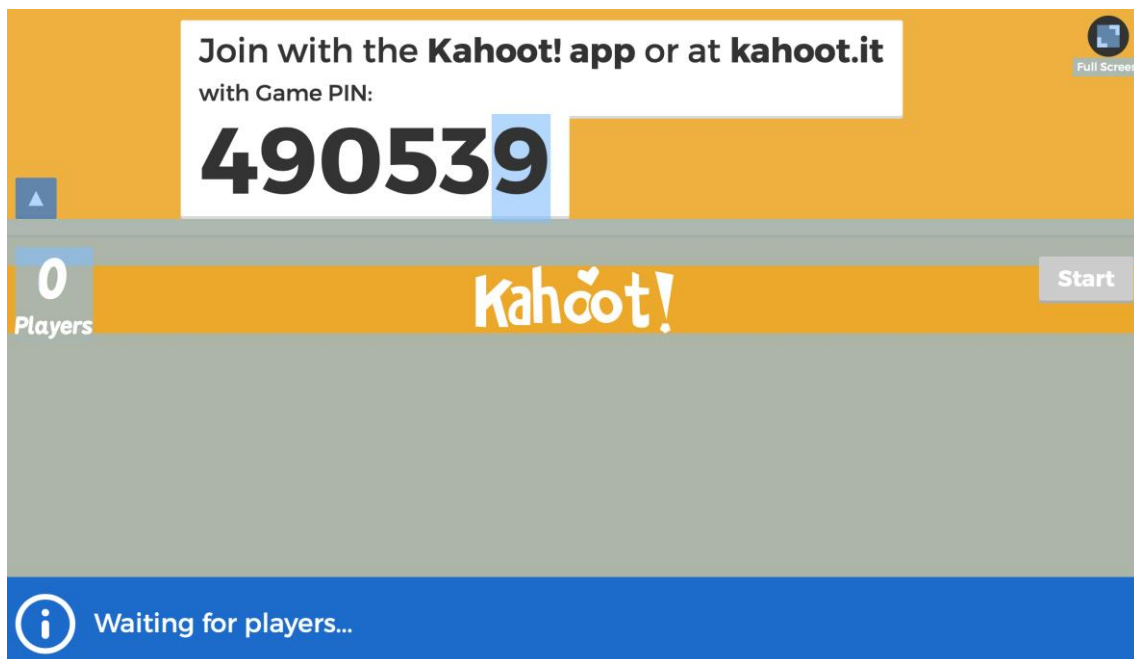 Join with the Kahoot! app or at kahoot.it
Full Screen
with Game PIN:
490539
0
Kahoot!
Start
Players
Waiting for players...